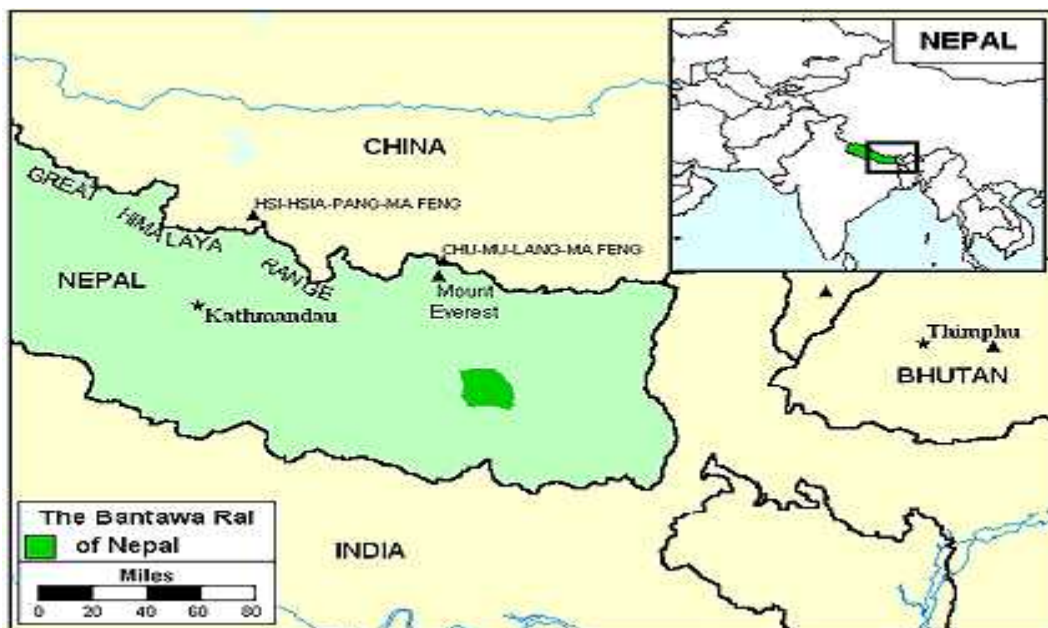 NEPAL
CHINA
GREAT HIMALAYA RANGE
HSI-HSIA-PANG-MA FENG
CHU-MU-LANG-MA FENG
NEPAL
Mount
Everest
Kathmandau
Thimphu
BHUTAN
The Bantawa Rai
of Nepal
Miles
0 20 40 60 80
INDIA